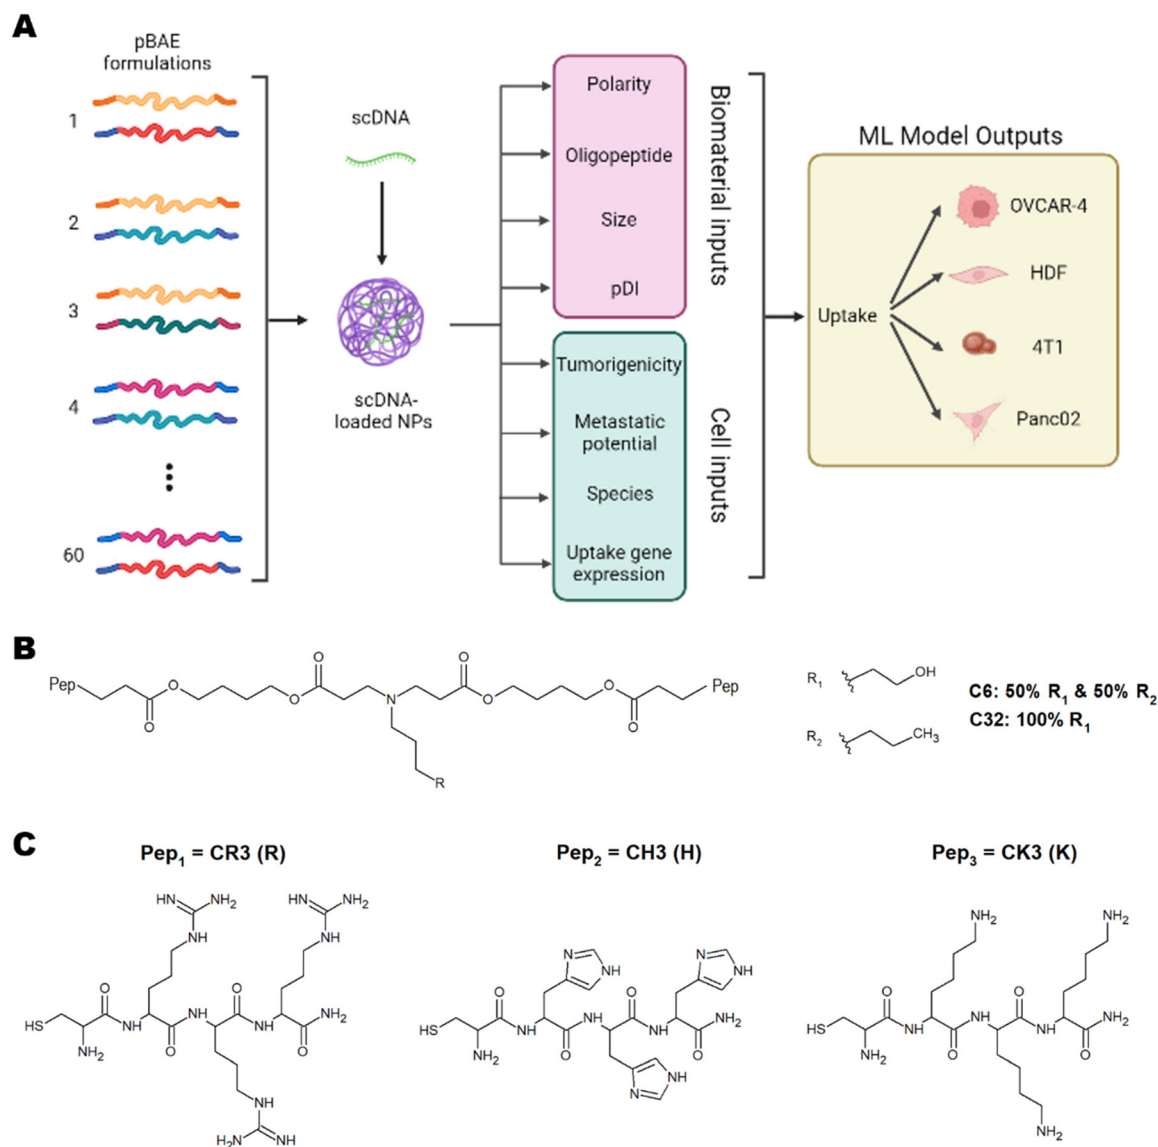 A
pBAE
formulations
1
2
3
4
60
scDNA
scDNA-
loaded NPs
Polarity
Oligopeptide
Size
pDI
Biomaterial inputs
Tumorigenicity
Metastatic
potential
Species
Uptake gene
expression
Cell inputs
ML Model Outputs
Uptake
OVCAR-4
HDF
4T1
Panc02
B
Pep
O
O
O
O
N
R
O
O
O
O
Pep
R₁
OH
R₂
CH₃
C6: 50% R₁ & 50% R₂
C32: 100% R₁
C
Pep₁ = CR3 (R)
HN NH₂ HN NH₂
NH NH
O O
HS NH NH NH NH₂
NH₂ O O
NH
H₂N NH
Pep₂ = CH3 (H)
N NH N NH
O O
HS NH NH NH NH₂
NH₂ O O
N NH
Pep₃ = CK3 (K)
NH₂ NH₂
O O
HS NH NH NH NH₂
NH₂ O O
NH₂